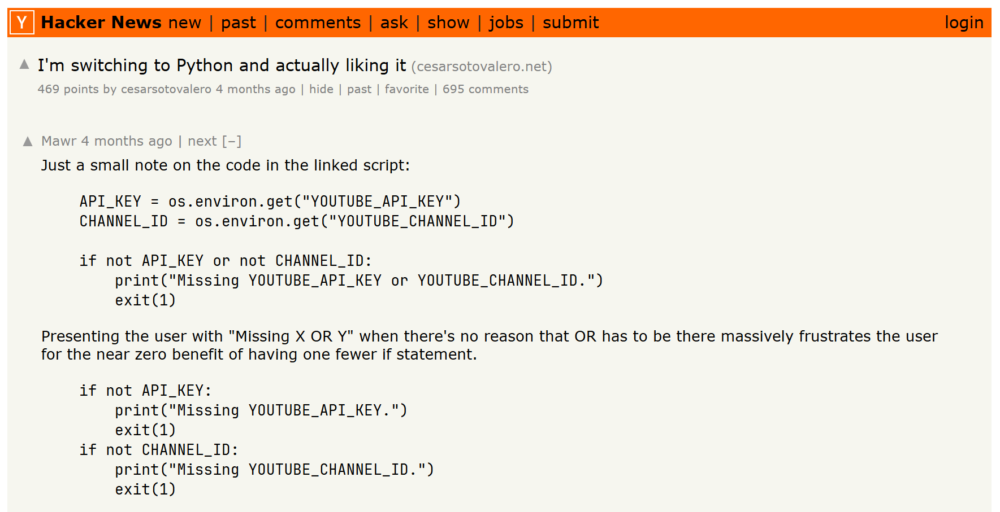 Y Hacker News new | past | comments | ask | show | jobs | submit login
▲ I'm switching to Python and actually liking it (cesarsotovalero.net)
469 points by cesarsotovalero 4 months ago | hide | past | favorite | 695 comments
▲ Mawr 4 months ago | next [–]
Just a small note on the code in the linked script:
API_KEY = os.environ.get("YOUTUBE_API_KEY")
CHANNEL_ID = os.environ.get("YOUTUBE_CHANNEL_ID")
if not API_KEY or not CHANNEL_ID:
    print("Missing YOUTUBE_API_KEY or YOUTUBE_CHANNEL_ID.")
    exit(1)
Presenting the user with "Missing X OR Y" when there's no reason that OR has to be there massively frustrates the user
for the near zero benefit of having one fewer if statement.
if not API_KEY:
    print("Missing YOUTUBE_API_KEY.")
    exit(1)
if not CHANNEL_ID:
    print("Missing YOUTUBE_CHANNEL_ID.")
    exit(1)